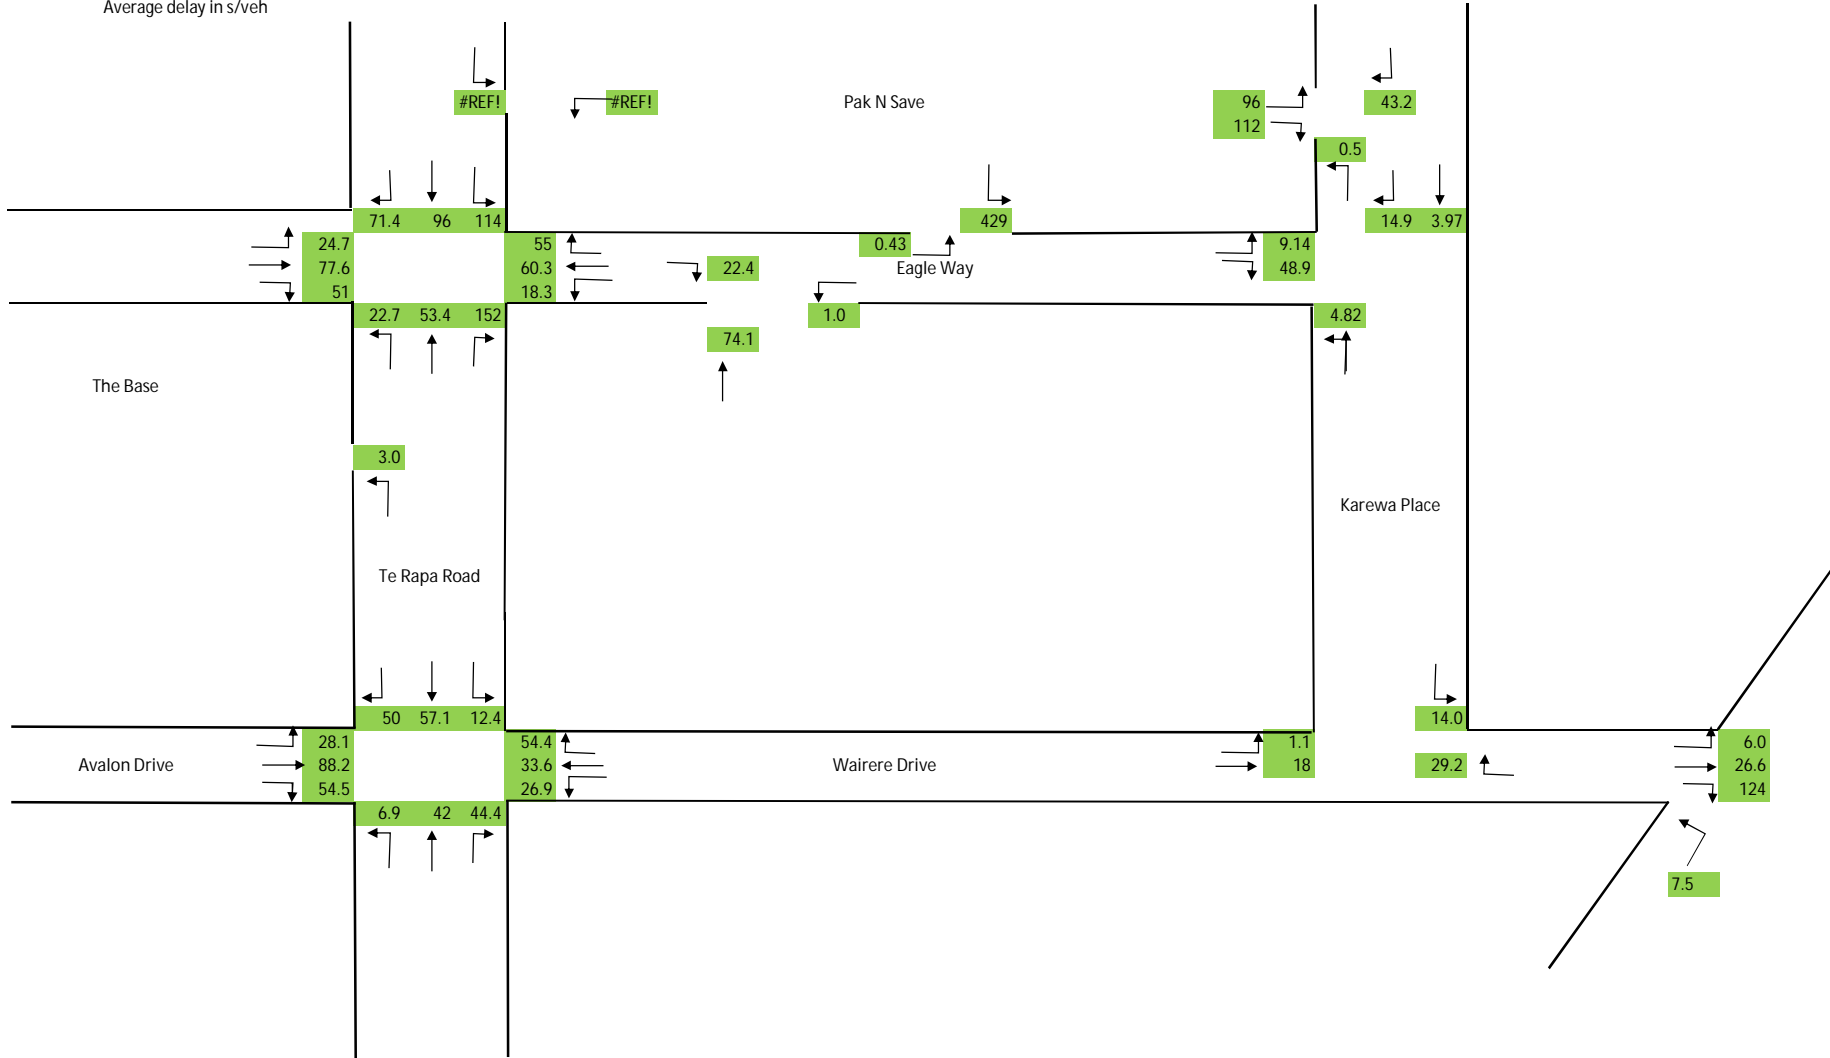 Average delay in s/veh
#REF! #REF! Pak N Save 96 43.2
112
0.5
71.4 96 114 429 14.9 3.97
24.7 55 0.43 9.14
77.6 60.3 22.4 Eagle Way 48.9
51 18.3
22.7 53.4 152 1.0 4.82
74.1
The Base
3.0
Karewa Place
Te Rapa Road
50 57.1 12.4 14.0
28.1 54.4 1.1 6.0
Avalon Drive 88.2 33.6 Wairere Drive 18 29.2 26.6
54.5 26.9 124
6.9 42 44.4
7.5